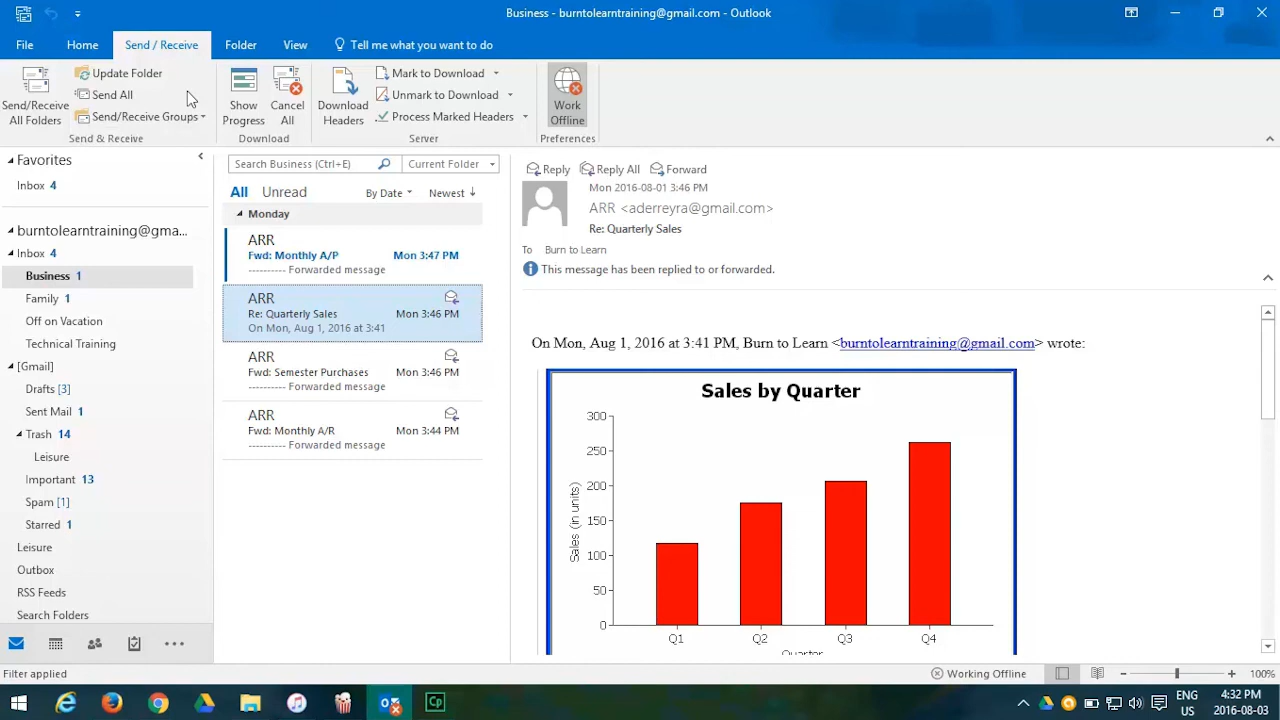 Business - burntolearntraining@gmail.com - Outlook
File
Home
Send / Receive
Folder
View
Tell me what you want to do
Send/Receive
All Folders
Update Folder
Send All
Send/Receive Groups
Send & Receive
Show
Progress
Cancel
All
Download
Download
Headers
Mark to Download
Unmark to Download
Process Marked Headers
Server
Work
Offline
Preferences
Favorites
Inbox 4
burntolearntraining@gma...
Inbox 4
Business 1
Family 1
Off on Vacation
Technical Training
[Gmail]
Drafts [3]
Sent Mail 1
Trash 14
Leisure
Important 13
Spam [1]
Starred 1
Leisure
Outbox
RSS Feeds
Search Folders
Search Business (Ctrl+E)
Current Folder
All
Unread
By Date
Newest
Monday
ARR
Fwd: Monthly A/P Mon 3:47 PM
---------- Forwarded message
ARR
Re: Quarterly Sales Mon 3:46 PM
On Mon, Aug 1, 2016 at 3:41
ARR
Fwd: Semester Purchases Mon 3:46 PM
---------- Forwarded message
ARR
Fwd: Monthly A/R Mon 3:44 PM
---------- Forwarded message
Reply
Reply All
Forward
Mon 2016-08-01 3:46 PM
ARR <aderreyra@gmail.com>
Re: Quarterly Sales
To Burn to Learn
This message has been replied to or forwarded.
On Mon, Aug 1, 2016 at 3:41 PM, Burn to Learn <burntolearntraining@gmail.com> wrote:
Sales by Quarter
Sales (in units)
300
250
200
150
100
50
0
Q1 Q2 Q3 Q4
Quarter
Filter applied
Working Offline
100%
Cp
ENG
US
4:32 PM
2016-08-03